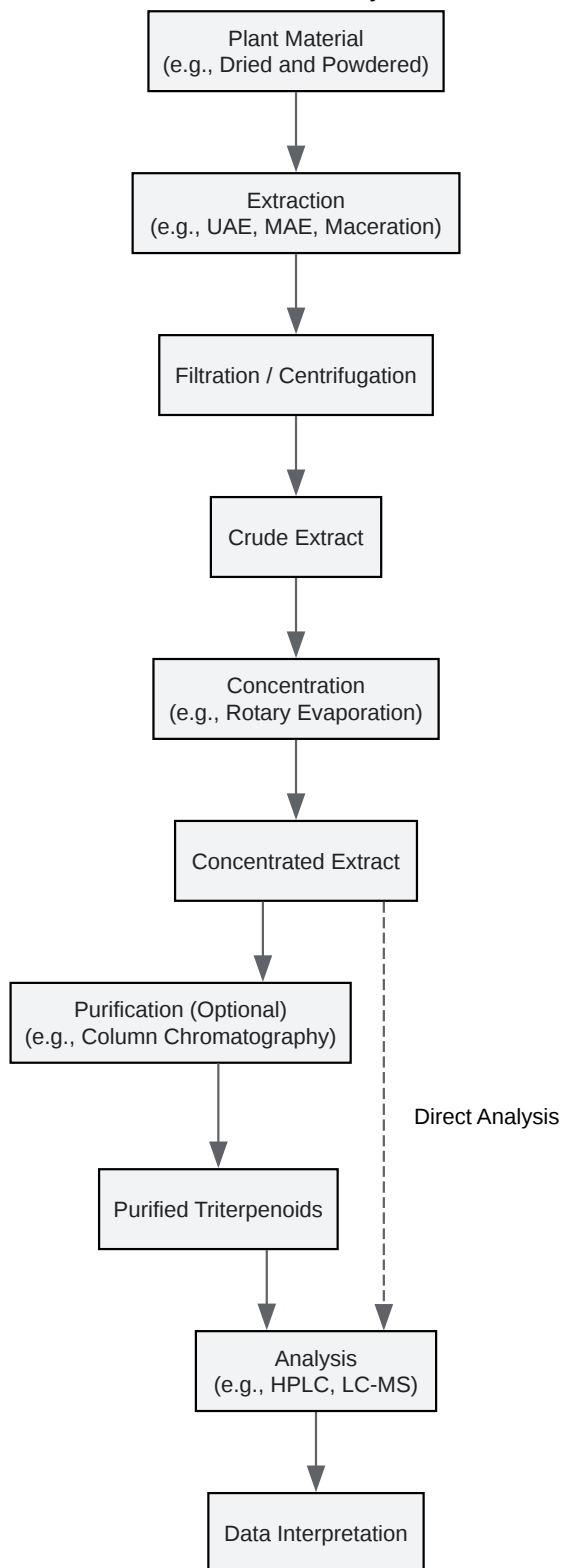 Plant Material
(e.g., Dried and Powdered)
Extraction
(e.g., UAE, MAE, Maceration)
Filtration / Centrifugation
Crude Extract
Concentration
(e.g., Rotary Evaporation)
Concentrated Extract
Purification (Optional)
(e.g., Column Chromatography)
Direct Analysis
Purified Triterpenoids
Analysis
(e.g., HPLC, LC-MS)
Data Interpretation